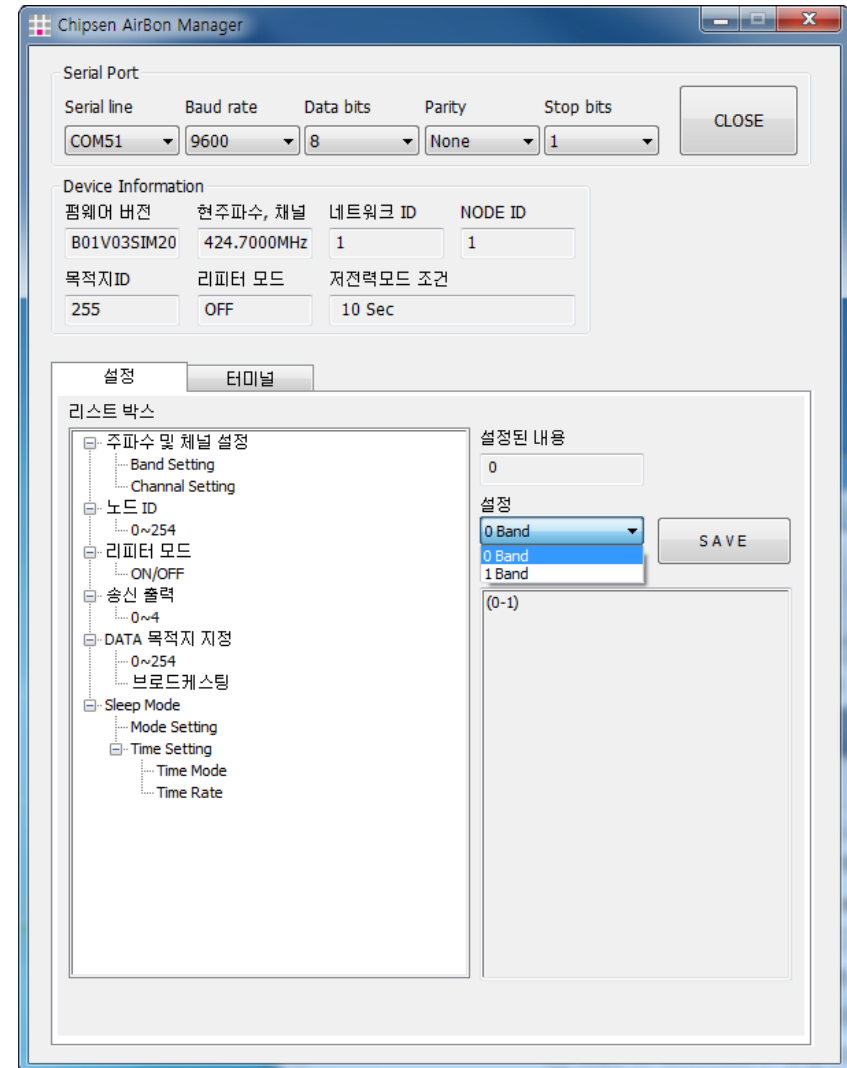 Chipsen AirBon Manager
Serial Port
Serial line Baud rate Data bits Parity Stop bits
COM51 9600 8 None 1 CLOSE
Device Information
펌웨어 버전 현주파수, 채널 네트워크 ID NODE ID
B01V03SIM20 424.7000MHz 1 1
목적지ID 리피터 모드 저전력모드 조건
255 OFF 10 Sec
설정 터미널
리스트 박스
주파수 및 체널 설정
Band Setting
Channal Setting
노드 ID
0~254
리피터 모드
ON/OFF
송신 출력
0~4
DATA 목적지 지정
0~254
브로드케스팅
Sleep Mode
Mode Setting
Time Setting
Time Mode
Time Rate
설정된 내용
0
설정
0 Band SAVE
0 Band
1 Band
(0-1)